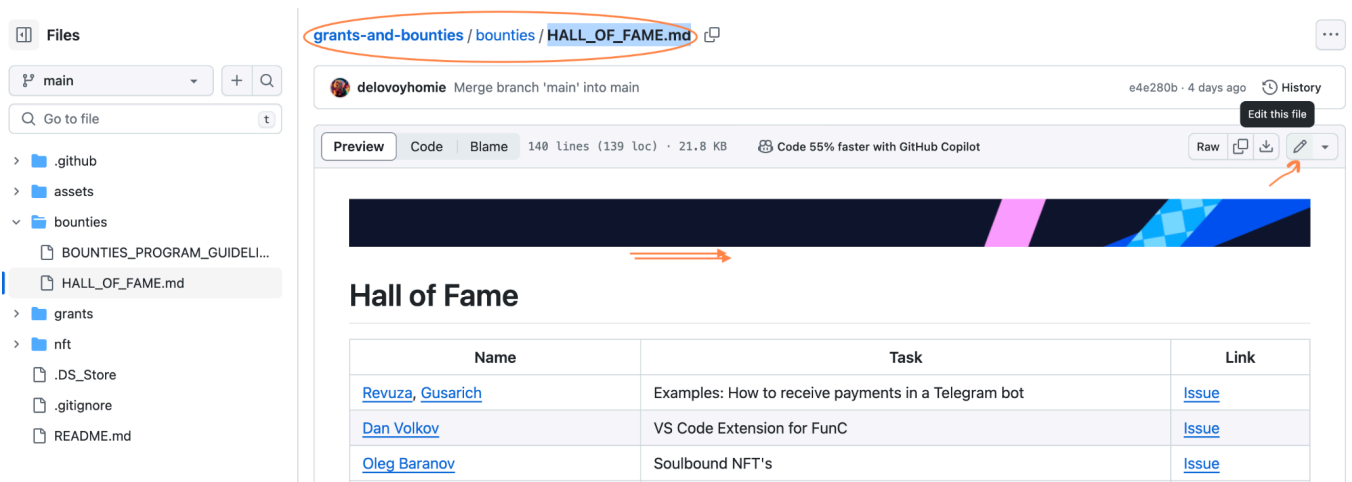 Files
main
Go to file
t
.github
assets
bounties
BOUNTIES_PROGRAM_GUIDELI...
HALL_OF_FAME.md
grants
nft
.DS_Store
.gitignore
README.md
grants-and-bounties / bounties / HALL_OF_FAME.md
delovoyhomie Merge branch 'main' into main
e4e280b · 4 days ago
History
Edit this file
Preview Code Blame 140 lines (139 loc) · 21.8 KB
Code 55% faster with GitHub Copilot
Raw
Hall of Fame
Name Task Link
Revuza, Gusarich Examples: How to receive payments in a Telegram bot Issue
Dan Volkov VS Code Extension for FunC Issue
Oleg Baranov Soulbound NFT's Issue